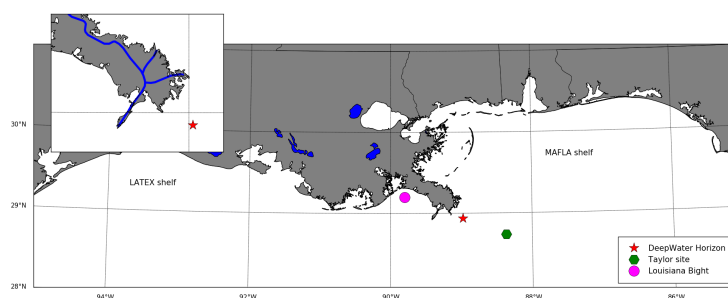 30°N
MAFLA shelf
LATEX shelf
29°N
DeepWater Horizon
Taylor site
Louisiana Bight
28°N
94°W 92°W 90°W 88°W 86°W